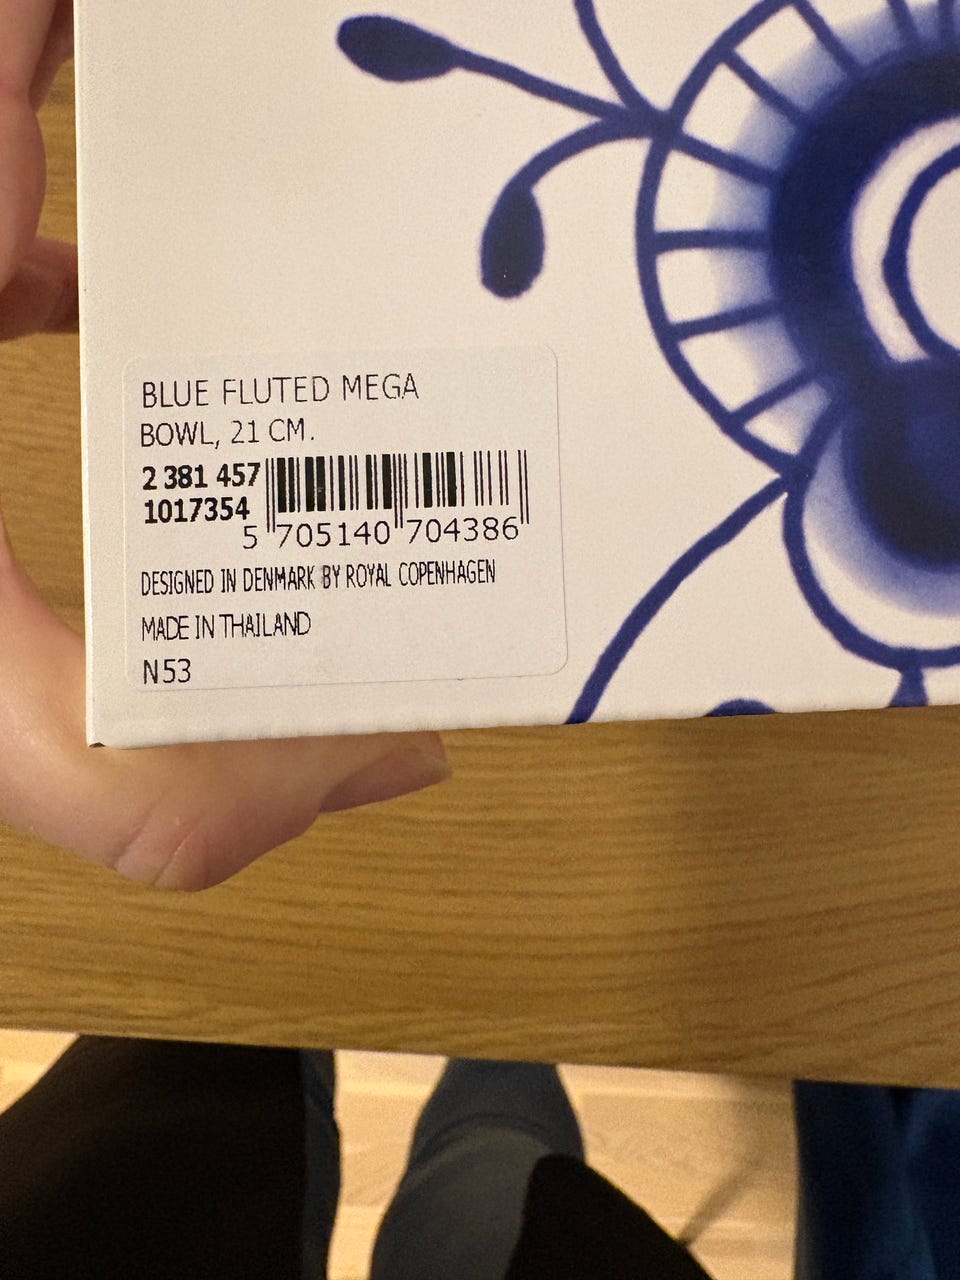 BLUE FLUTED MEGA
BOWL, 21 CM.
2 381 457
1017354
5 705140 704386
DESIGNED IN DENMARK BY ROYAL COPENHAGEN
MADE IN THAILAND
N53